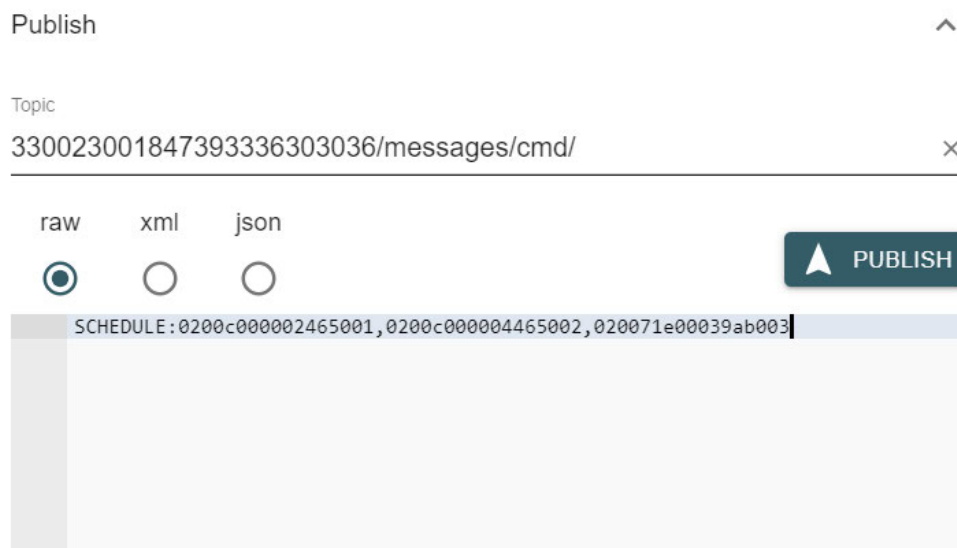 Publish
Topic
330023001847393336303036/messages/cmd/
raw xml json
PUBLISH
SCHEDULE:0200c000002465001,0200c000004465002,020071e00039ab003